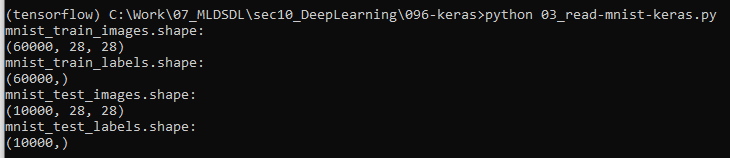 (tensorflow) C:\Work\07_MLDSDL\sec10_DeepLearning\096-keras>python 03_read-mnist-keras.py
mnist_train_images.shape:
(60000, 28, 28)
mnist_train_labels.shape:
(60000,)
mnist_test_images.shape:
(10000, 28, 28)
mnist_test_labels.shape:
(10000,)